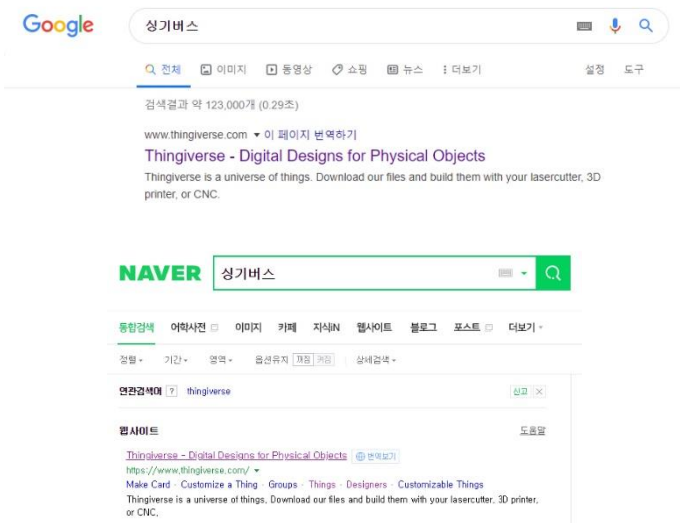 Google
싱기버스
전체 이미지 동영상 쇼핑 뉴스 더보기 설정 도구
검색결과 약 123,000개 (0.29초)
www.thingiverse.com ▼ 이 페이지 번역하기
Thingiverse - Digital Designs for Physical Objects
Thingiverse is a universe of things. Download our files and build them with your lasercutter, 3D
printer, or CNC.
NAVER
싱기버스
통합검색 어학사전 이미지 카페 지식iN 웹사이트 블로그 포스트 더보기
정렬 기간 영역 옵션유지 꺼짐 켜짐 상세검색
연관검색어 ? thingiverse 신고 ×
웹사이트 도움말
Thingiverse - Digital Designs for Physical Objects 번역보기
https://www.thingiverse.com/ ▼
Make Card · Customize a Thing · Groups · Things · Designers · Customizable Things
Thingiverse is a universe of things, Download our files and build them with your lasercutter, 3D printer,
or CNC,